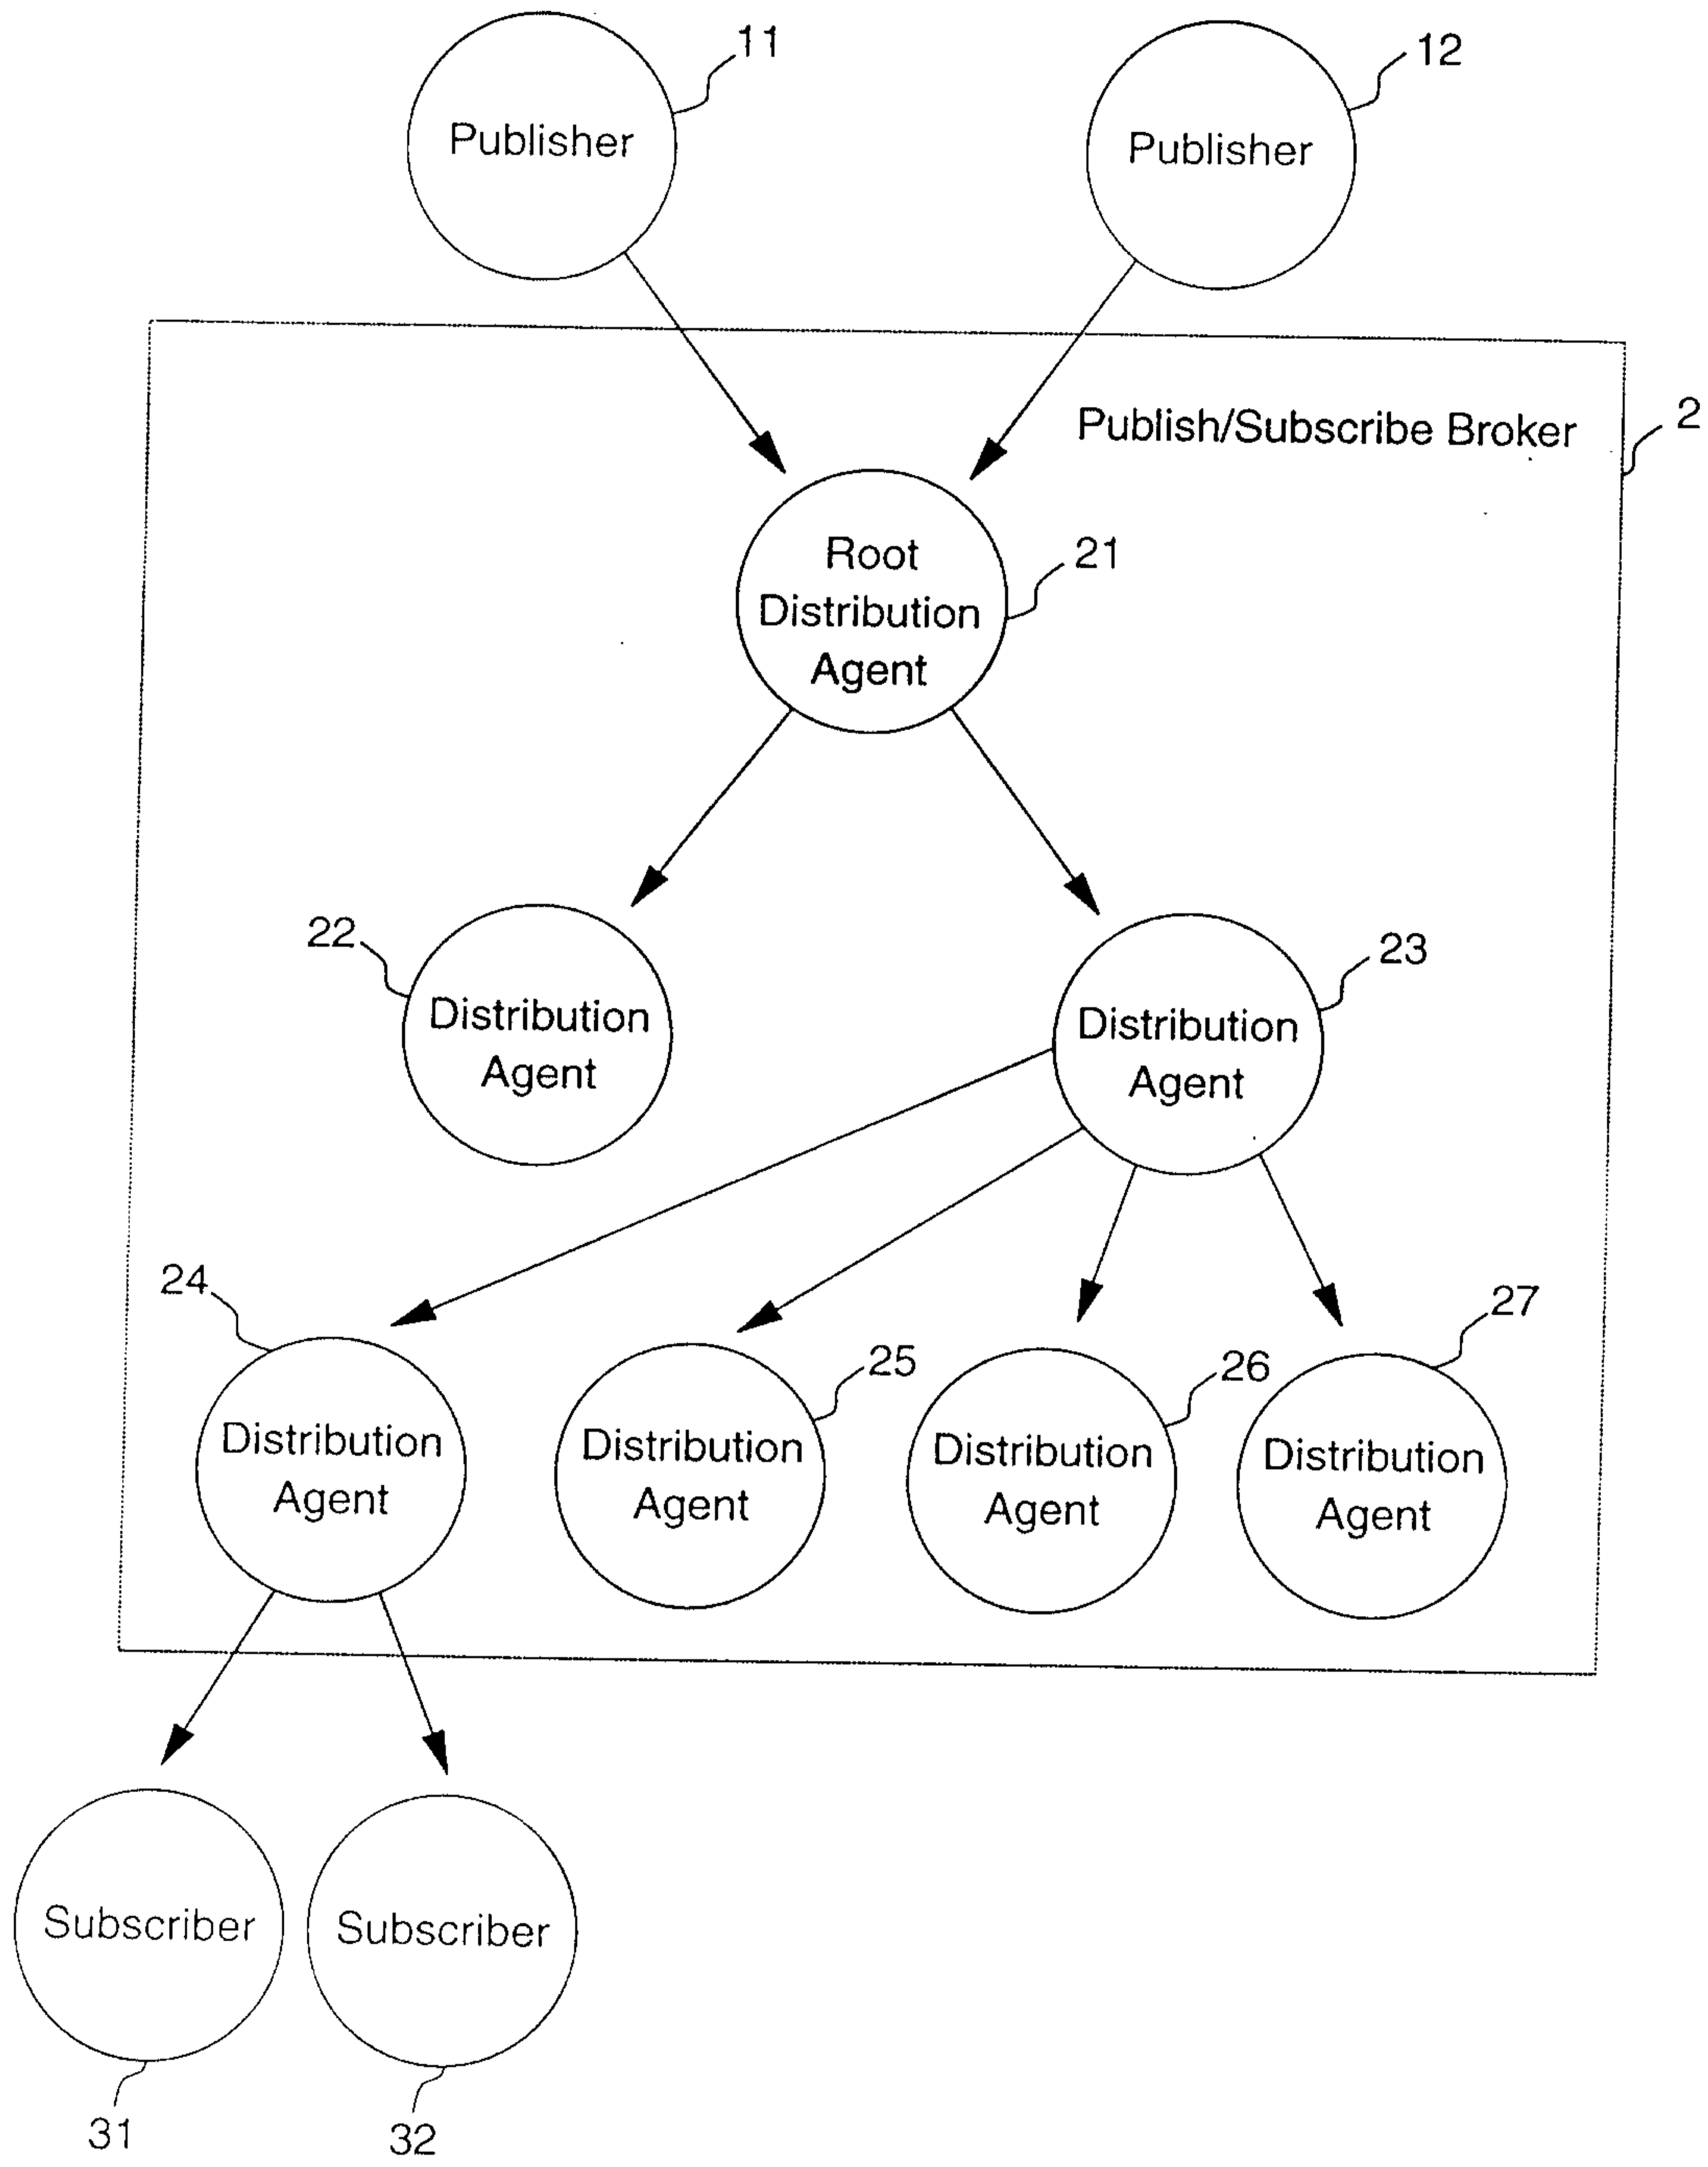 11
Publisher
12
Publisher
Publish/Subscribe Broker
2
Root
Distribution
Agent
21
22
Distribution
Agent
23
Distribution
Agent
24
Distribution
Agent
25
Distribution
Agent
26
Distribution
Agent
27
Distribution
Agent
Subscriber
Subscriber
31
32